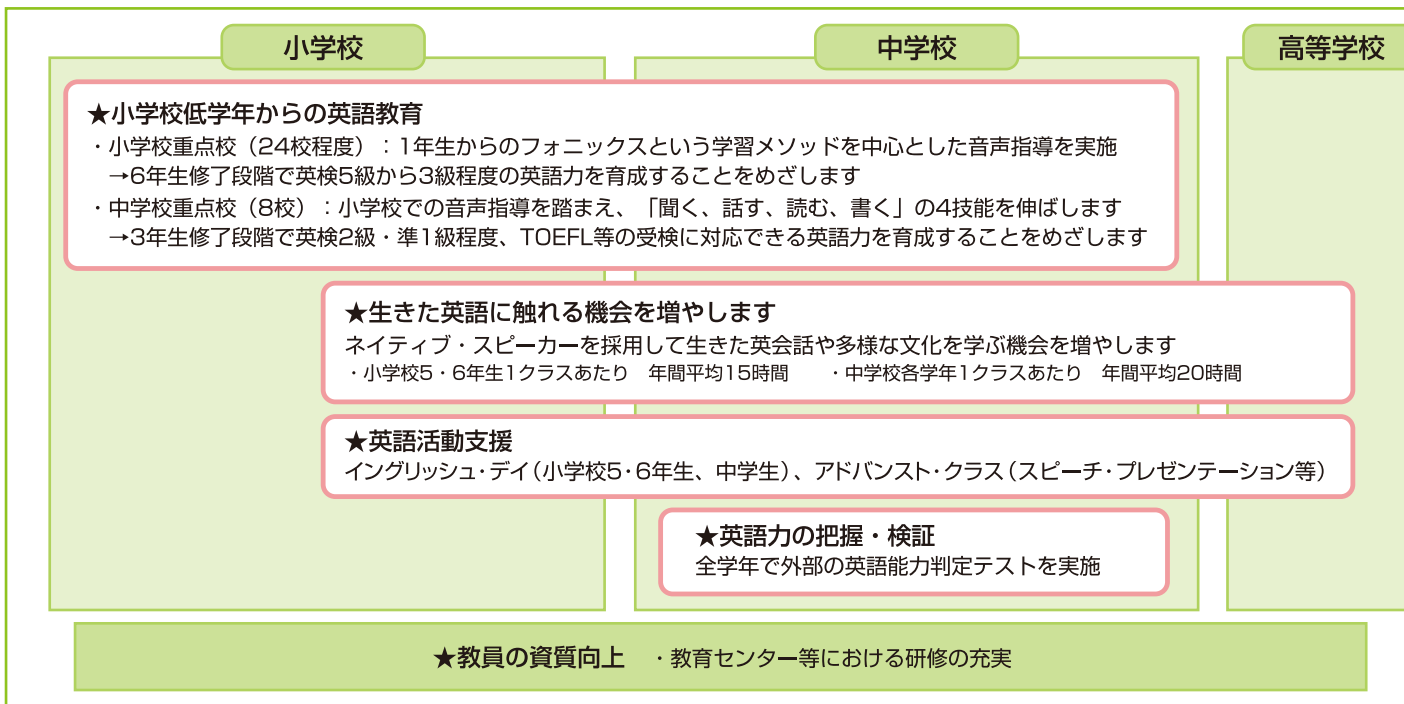 小学校
中学校
高等学校
★小学校低学年からの英語教育
・小学校重点校（24校程度）：1年生からのフォニックスという学習メソッドを中心とした音声指導を実施
→6年生修了段階で英検5級から3級程度の英語力を育成することをめざします
・中学校重点校（8校）：小学校での音声指導を踏まえ、「聞く、話す、読む、書く」の4技能を伸ばします
→3年生修了段階で英検2級・準1級程度、TOEFL等の受検に対応できる英語力を育成することをめざします
★生きた英語に触れる機会を増やします
ネイティブ・スピーカーを採用して生きた英会話や多様な文化を学ぶ機会を増やします
・小学校5・6年生1クラスあたり　年間平均15時間　・中学校各学年1クラスあたり　年間平均20時間
★英語活動支援
イングリッシュ・デイ（小学校5・6年生、中学生）、アドバンスト・クラス（スピーチ・プレゼンテーション等）
★英語力の把握・検証
全学年で外部の英語能力判定テストを実施
★教員の資質向上　・教育センター等における研修の充実